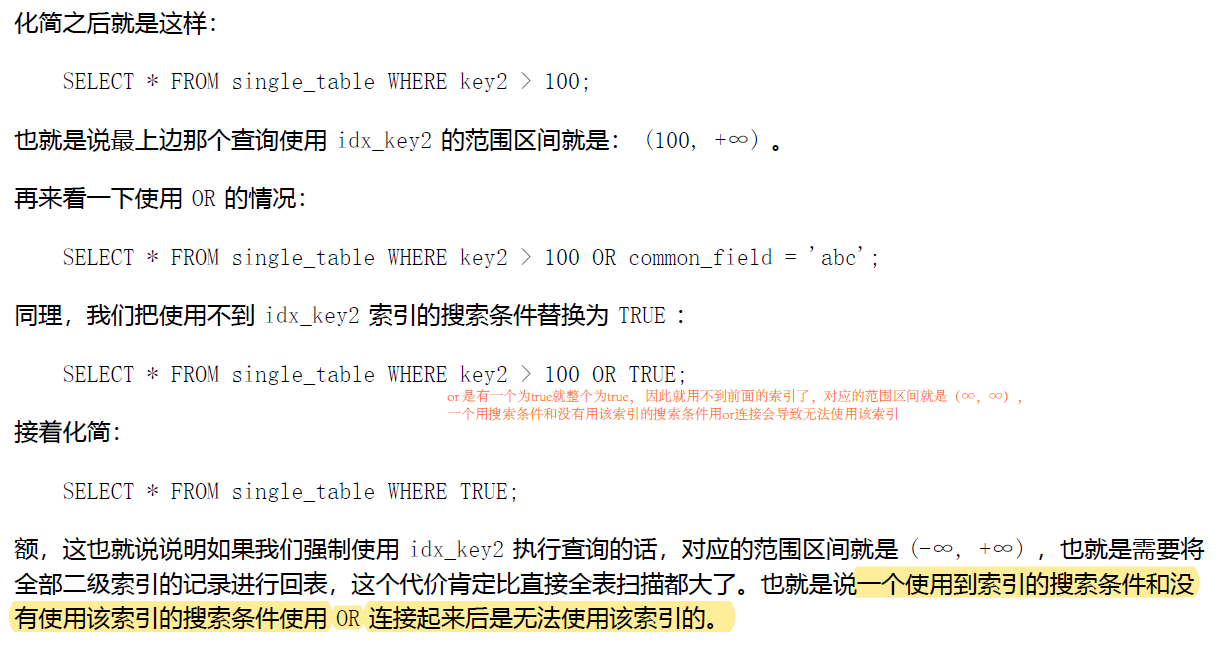 化简之后就是这样：
SELECT * FROM single_table WHERE key2 > 100;
也就是说最上边那个查询使用 idx_key2 的范围区间就是：（100, +∞）。
再来看一下使用 OR 的情况：
SELECT * FROM single_table WHERE key2 > 100 OR common_field = 'abc';
同理，我们把使用不到 idx_key2 索引的搜索条件替换为 TRUE ：
SELECT * FROM single_table WHERE key2 > 100 OR TRUE;
or 是有一个为true就整个为true， 因此就用不到前面的索引了，对应的范围区间就是（∞，∞），
一个用搜索条件和没有用该索引的搜索条件用or连接会导致无法使用该索引
接着化简：
SELECT * FROM single_table WHERE TRUE;
额，这也就说说明如果我们强制使用 idx_key2 执行查询的话，对应的范围区间就是（-∞, +∞），也就是需要将
全部二级索引的记录进行回表，这个代价肯定比直接全表扫描都大了。也就是说一个使用到索引的搜索条件和没
有使用该索引的搜索条件使用 OR 连接起来后是无法使用该索引的。